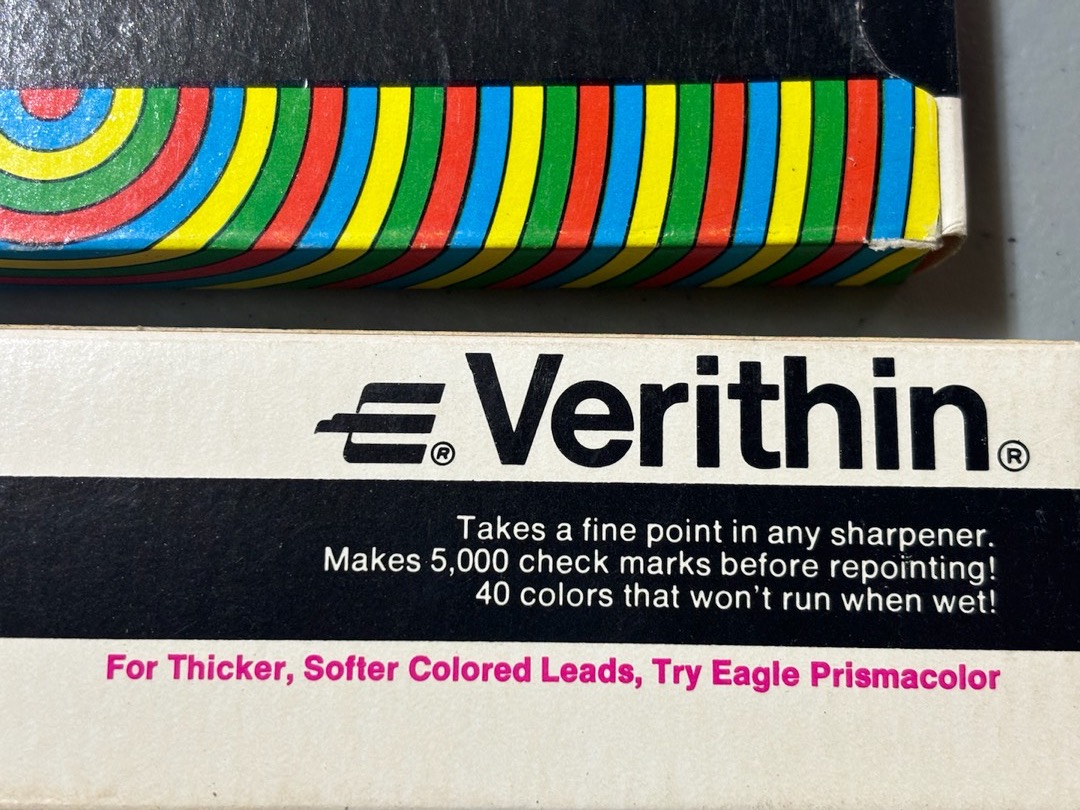 E® Verithin®
Takes a fine point in any sharpener.
Makes 5,000 check marks before repointing!
40 colors that won't run when wet!
For Thicker, Softer Colored Leads, Try Eagle Prismacolor